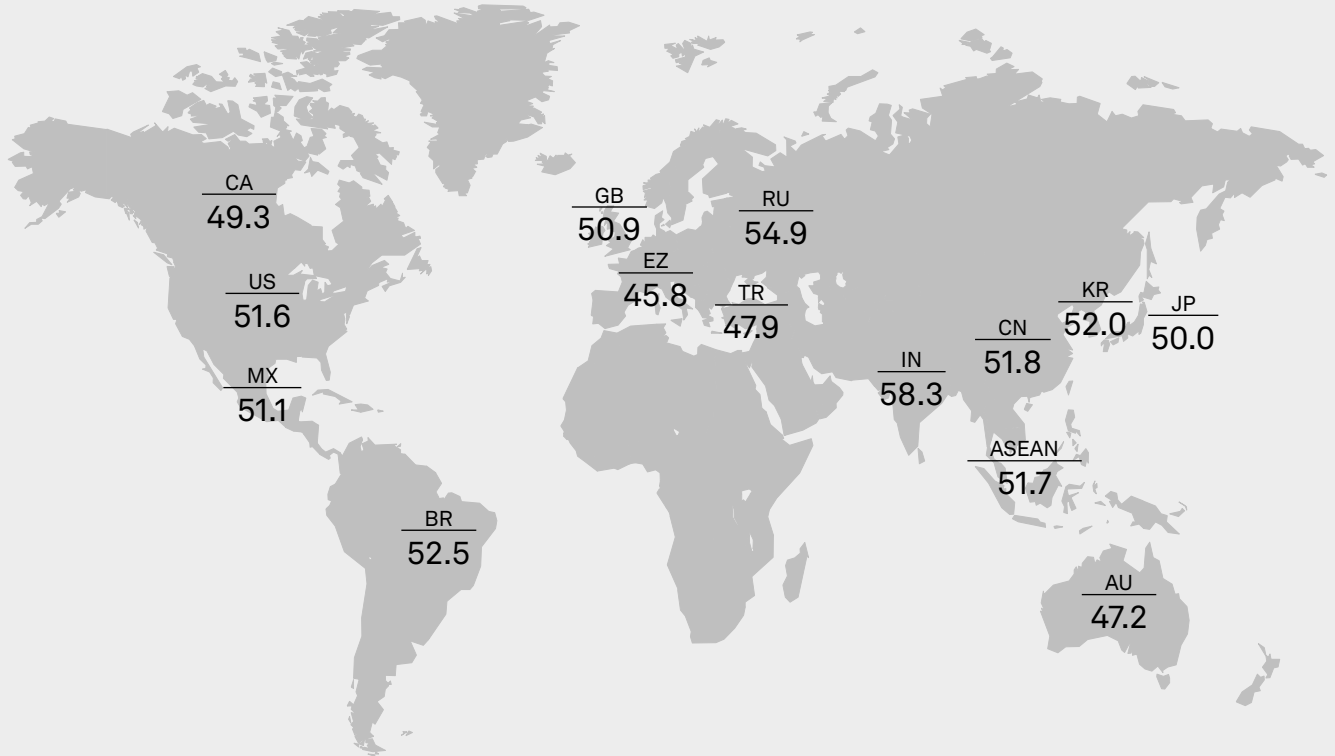 CA
49.3
GB
50.9
RU
54.9
EZ
45.8
US
51.6
TR
47.9
KR
52.0
JP
50.0
CN
51.8
IN
58.3
MX
51.1
ASEAN
51.7
BR
52.5
AU
47.2